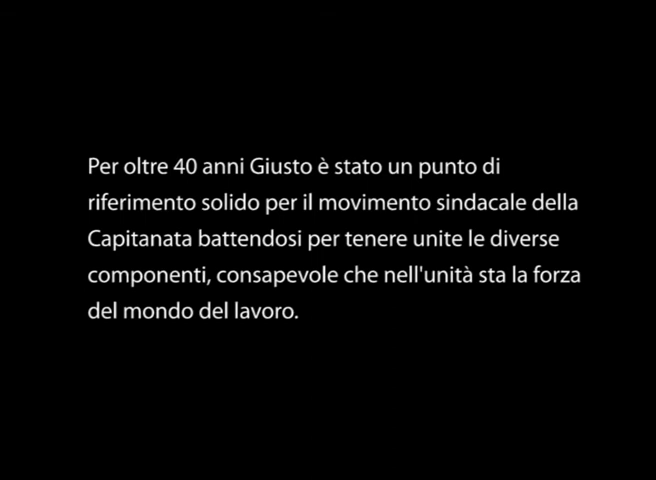 Per oltre 40 anni Giusto è stato un punto di
riferimento solido per il movimento sindacale della
Capitanata battendosi per tenere unite le diverse
componenti, consapevole che nell'unità sta la forza
del mondo del lavoro.